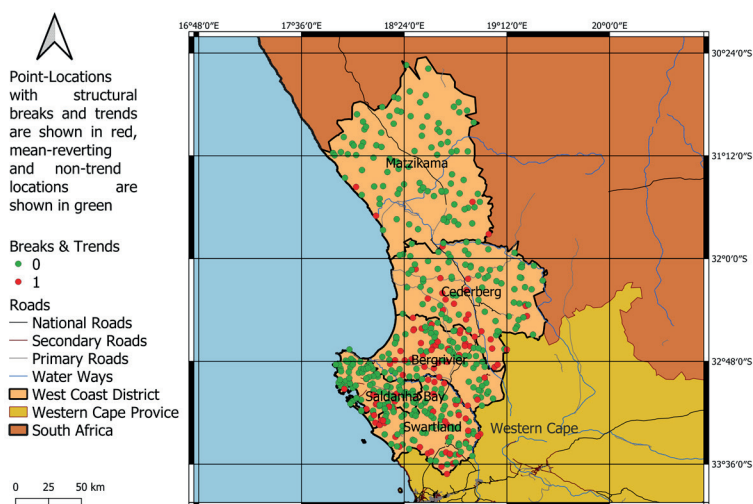 16°48'0"E 17°36'0"E 18°24'0"E 19°12'0"E 20°0'0"E
30°24'0"S
31°12'0"S
32°0'0"S
32°48'0"S
33°36'0"S
Point-Locations
with structural
breaks and trends
are shown in red,
mean-reverting
and non-trend
locations are
shown in green
Breaks & Trends
0
1
Roads
National Roads
Secondary Roads
Primary Roads
Water Ways
West Coast District
Western Cape Provice
South Africa
0 25 50 km
Matzikama
Cederberg
Bergrivier
Saldanha Bay
Swartland
Western Cape